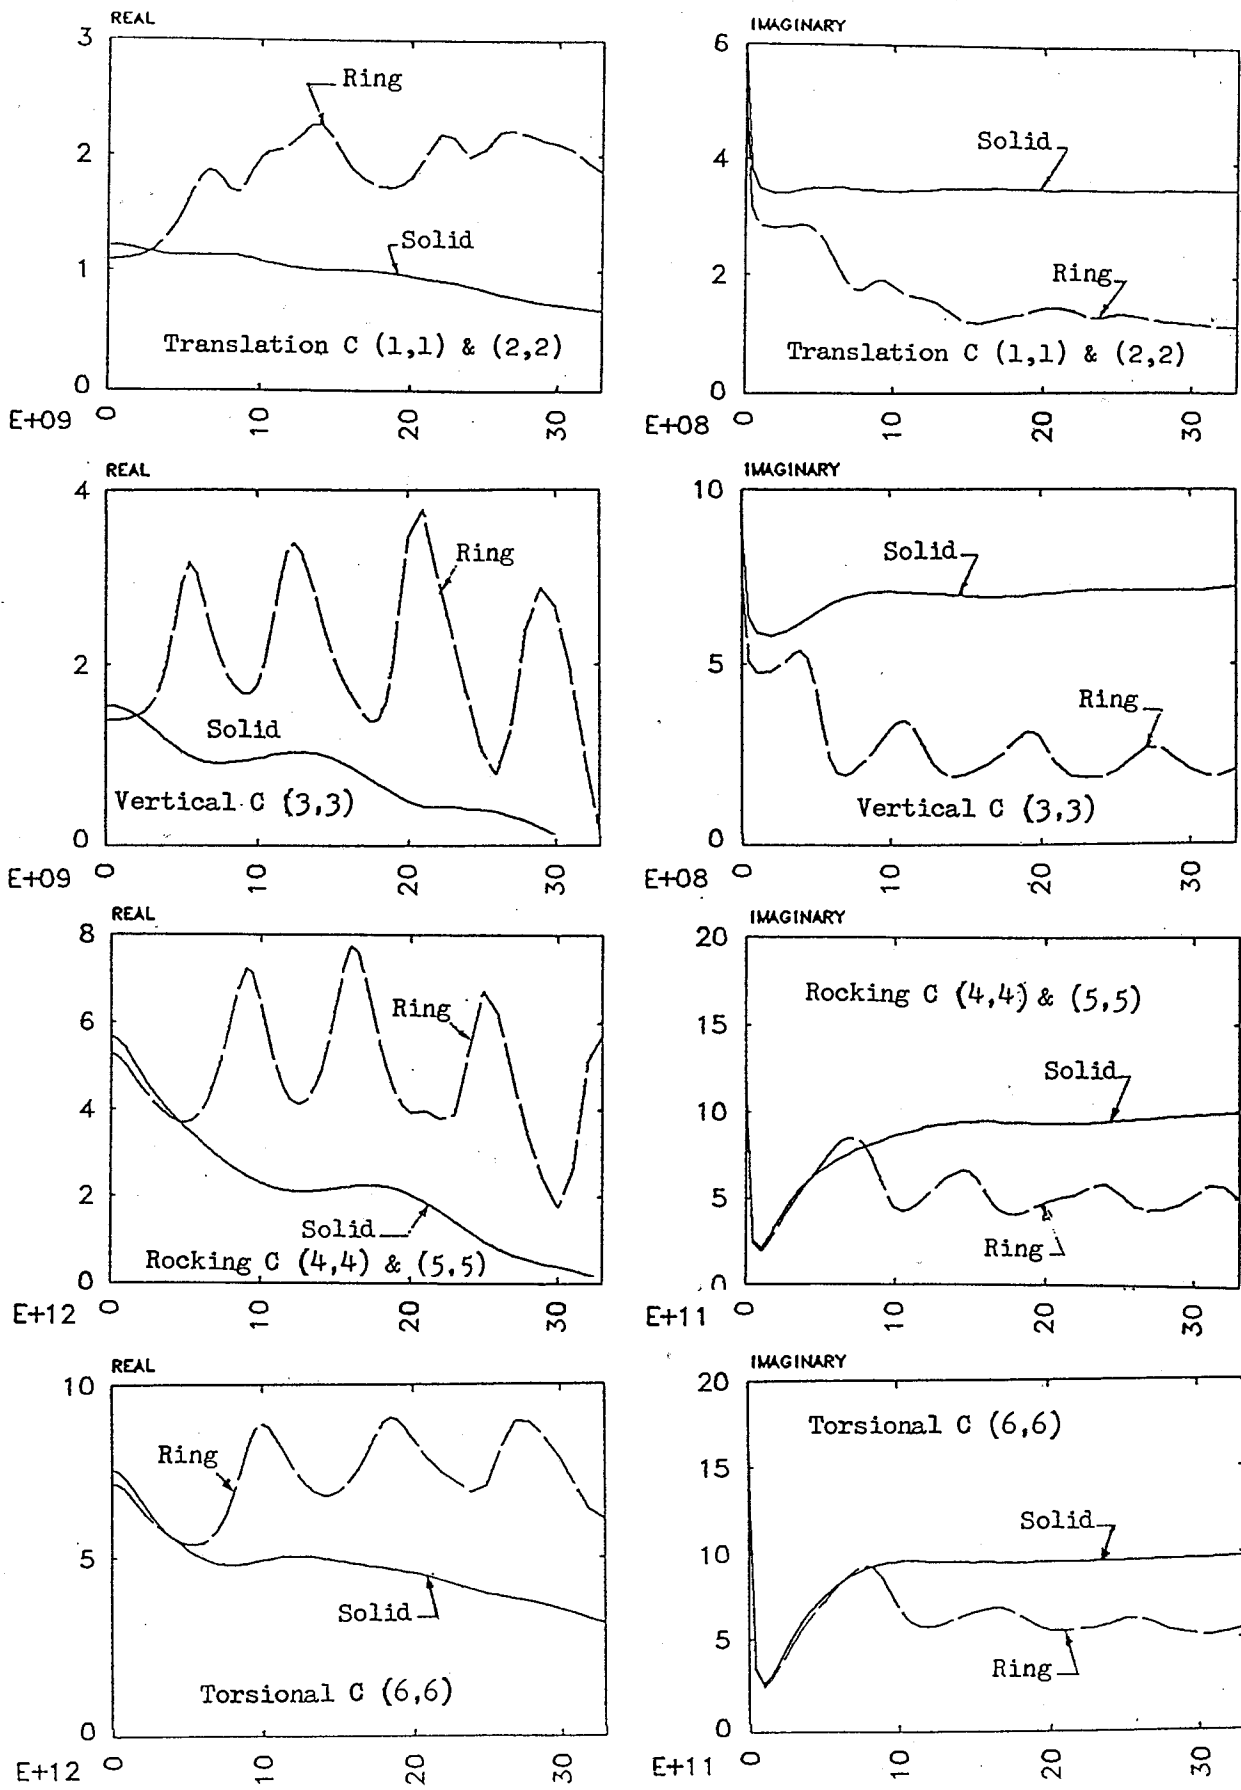 REAL
3
2
1
0
E+09
0
10
20
30
Ring
Solid
Translation C (1,1) & (2,2)
IMAGINARY
6
4
2
0
E+08
0
10
20
30
Solid
Ring
Translation C (1,1) & (2,2)
REAL
4
2
0
E+09
0
10
20
30
Ring
Solid
Vertical C (3,3)
IMAGINARY
10
5
0
E+08
0
10
20
30
Solid
Ring
Vertical C (3,3)
REAL
8
6
4
2
0
E+12
0
10
20
30
Ring
Solid
Rocking C (4,4) & (5,5)
IMAGINARY
20
15
10
5
0
E+11
0
10
20
30
Rocking C (4,4) & (5,5)
Solid
Ring
REAL
10
5
0
E+12
0
10
20
30
Ring
Solid
Torsional C (6,6)
IMAGINARY
20
15
10
5
0
E+11
0
10
20
30
Torsional C (6,6)
Solid
Ring